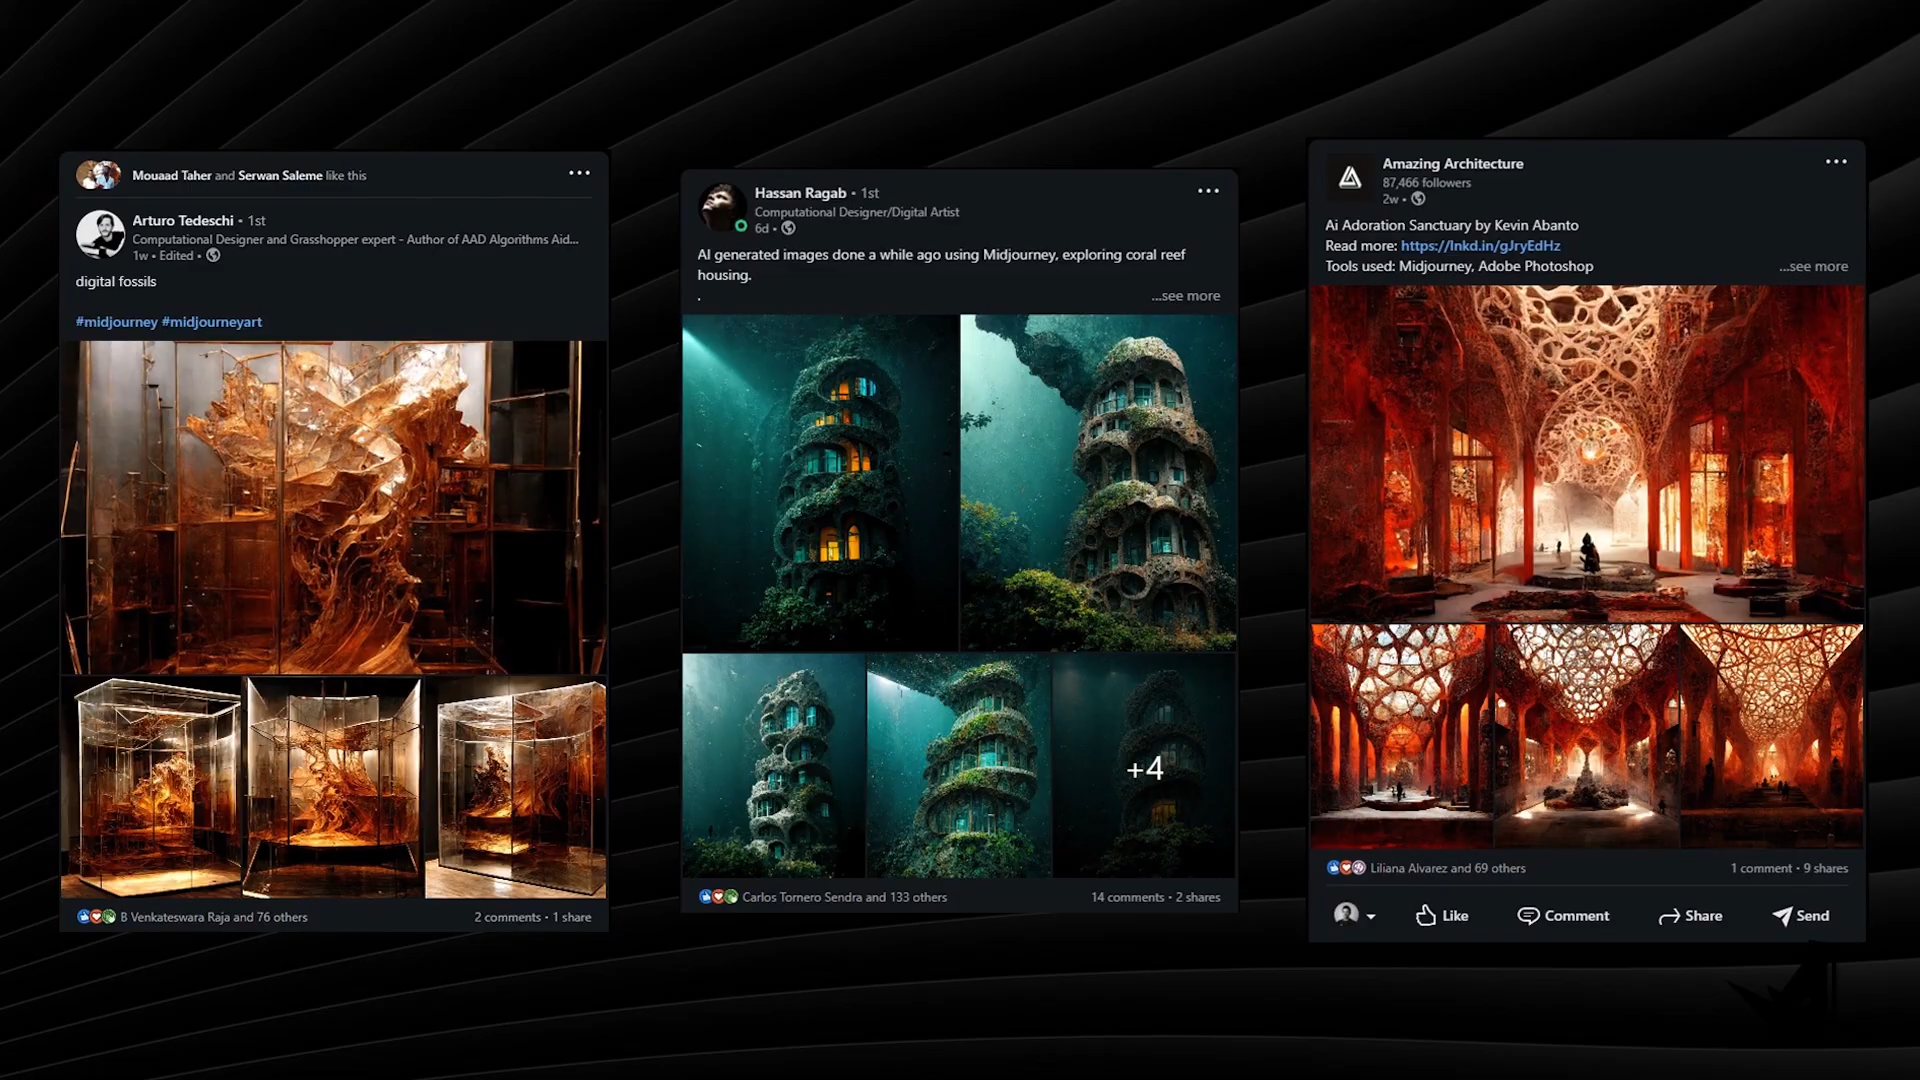 Mouaad Taher and Serwan Saleme like this
Arturo Tedeschi • 1st
Computational Designer and Grasshopper expert - Author of AAD Algorithms Aid...
1w • Edited •
digital fossils
#midjourney #midjourneyart
B Venkateswara Raja and 76 others
2 comments • 1 share
Hassan Ragab • 1st
Computational Designer/Digital Artist
6d •
AI generated images done a while ago using Midjourney, exploring coral reef
housing.
.
...see more
+4
Carlos Tornero Sendra and 133 others
14 comments • 2 shares
Amazing Architecture
87,466 followers
2w •
Ai Adoration Sanctuary by Kevin Abanto
Read more: https://lnkd.in/gJryEdHz
Tools used: Midjourney, Adobe Photoshop
...see more
Liliana Alvarez and 69 others
1 comment • 9 shares
Like
Comment
Share
Send